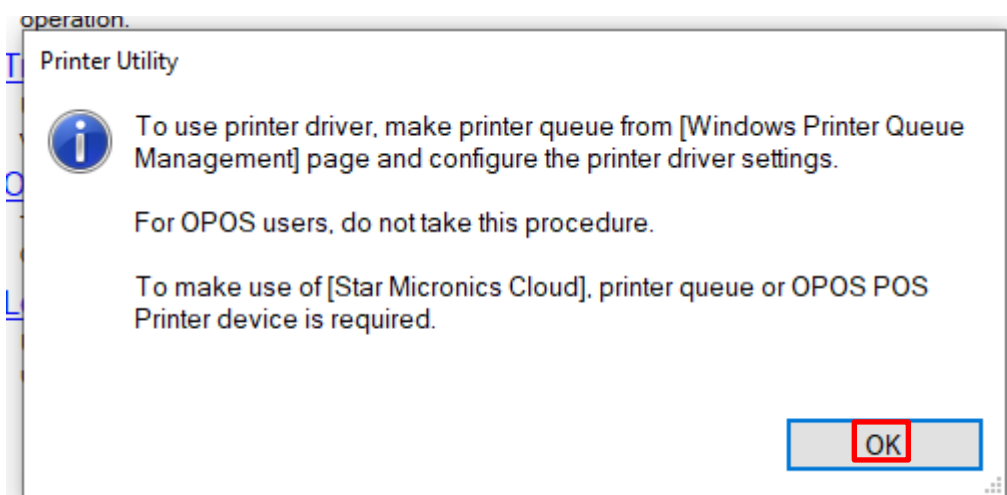 operation.
Printer Utility
To use printer driver, make printer queue from [Windows Printer Queue
Management] page and configure the printer driver settings.
For OPOS users, do not take this procedure.
To make use of [Star Micronics Cloud], printer queue or OPOS POS
Printer device is required.
OK